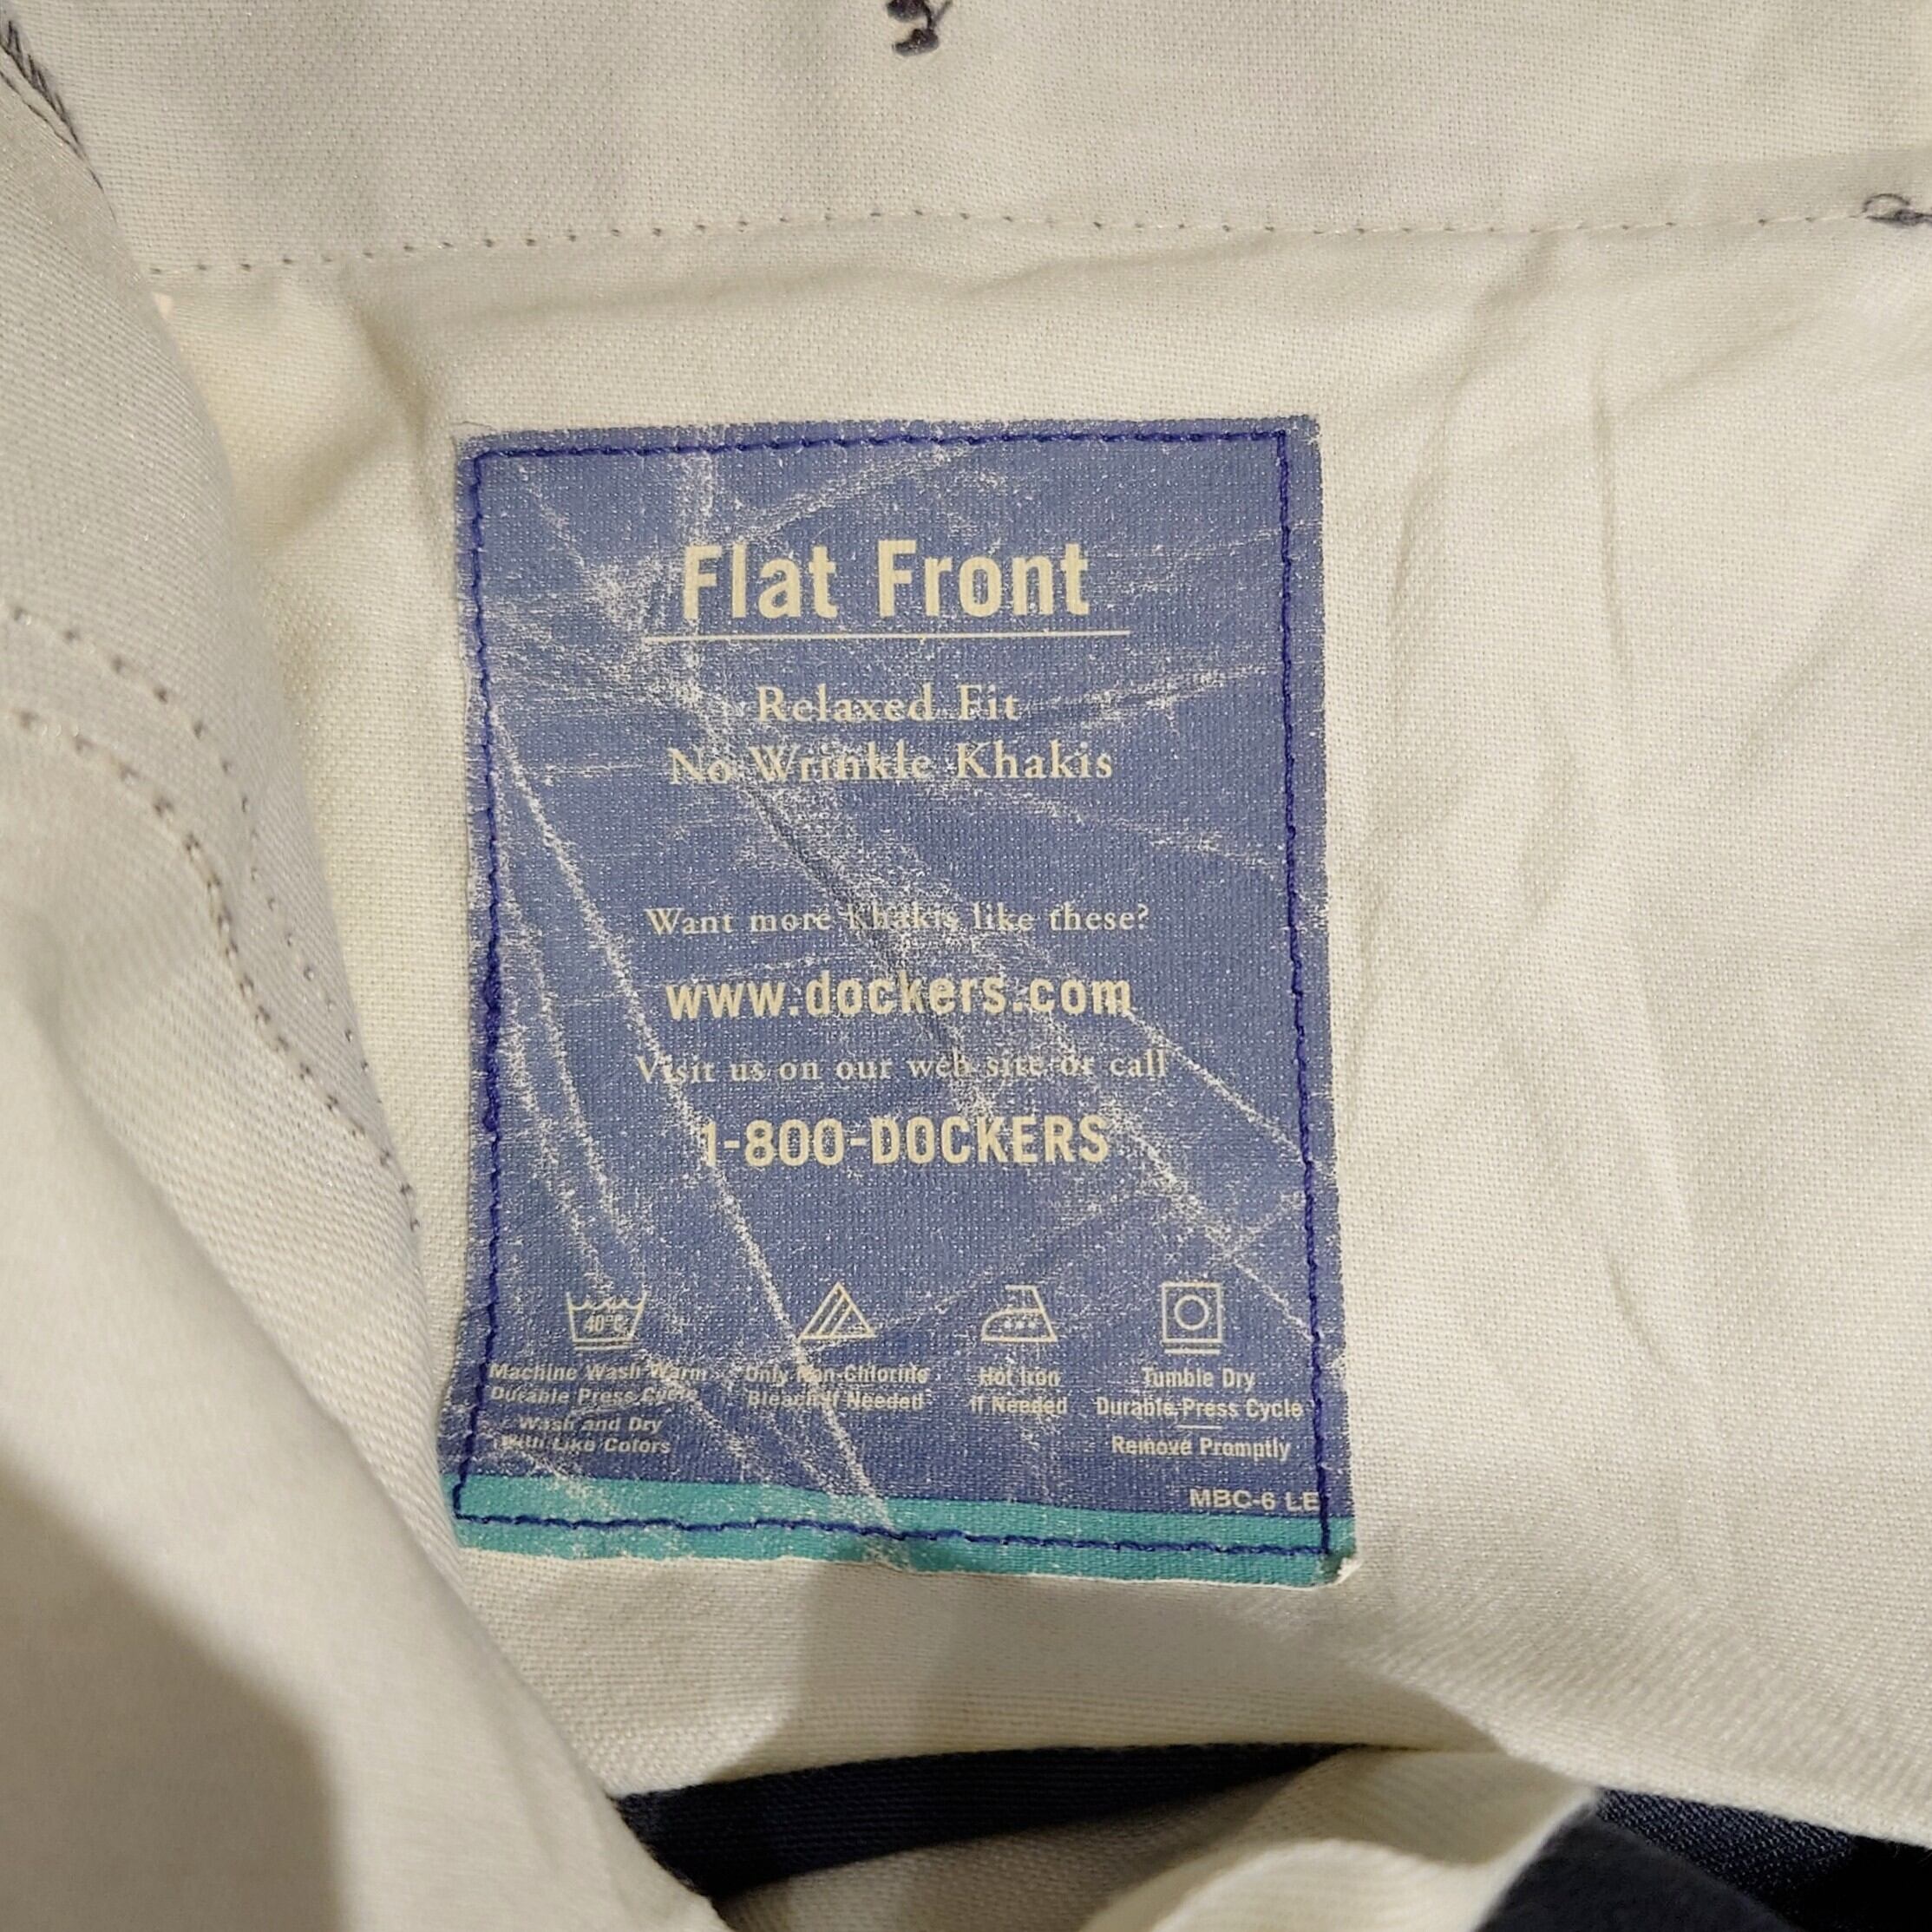 Flat Front
Relaxed Fit
No Wrinkle Khakis
Want more khakis like these?
www.dockers.com
Visit us on our web site or call
1-800-DOCKERS
40°C
Machine Wash Warm
Durable Press Cycle
Wash and Dry
With Like Colors
Only Non-Chlorine
Bleach If Needed
Hot Iron
If Needed
Tumble Dry
Durable Press Cycle
Remove Promptly
MBC-6 LE